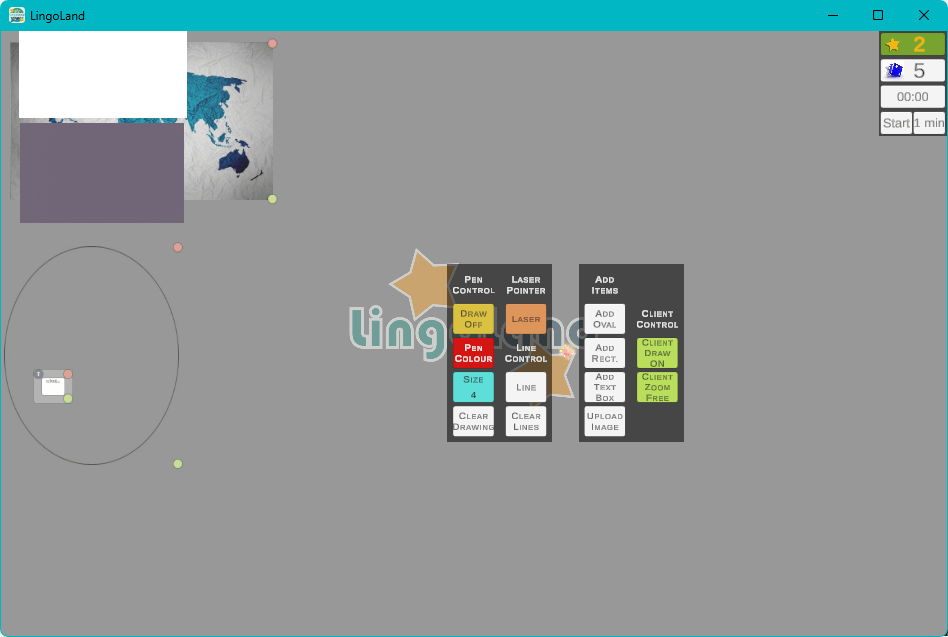 LingoLand
2
5
00:00
Start 1 min
Pen Control
Laser Pointer
Draw Off
Laser
Pen Colour
Line Control
Size 4
Line
Clear Drawing
Clear Lines
Add Items
Add Oval
Client Control
Add Rect.
Client Draw ON
Add Text Box
Client Zoom Free
Upload Image
T